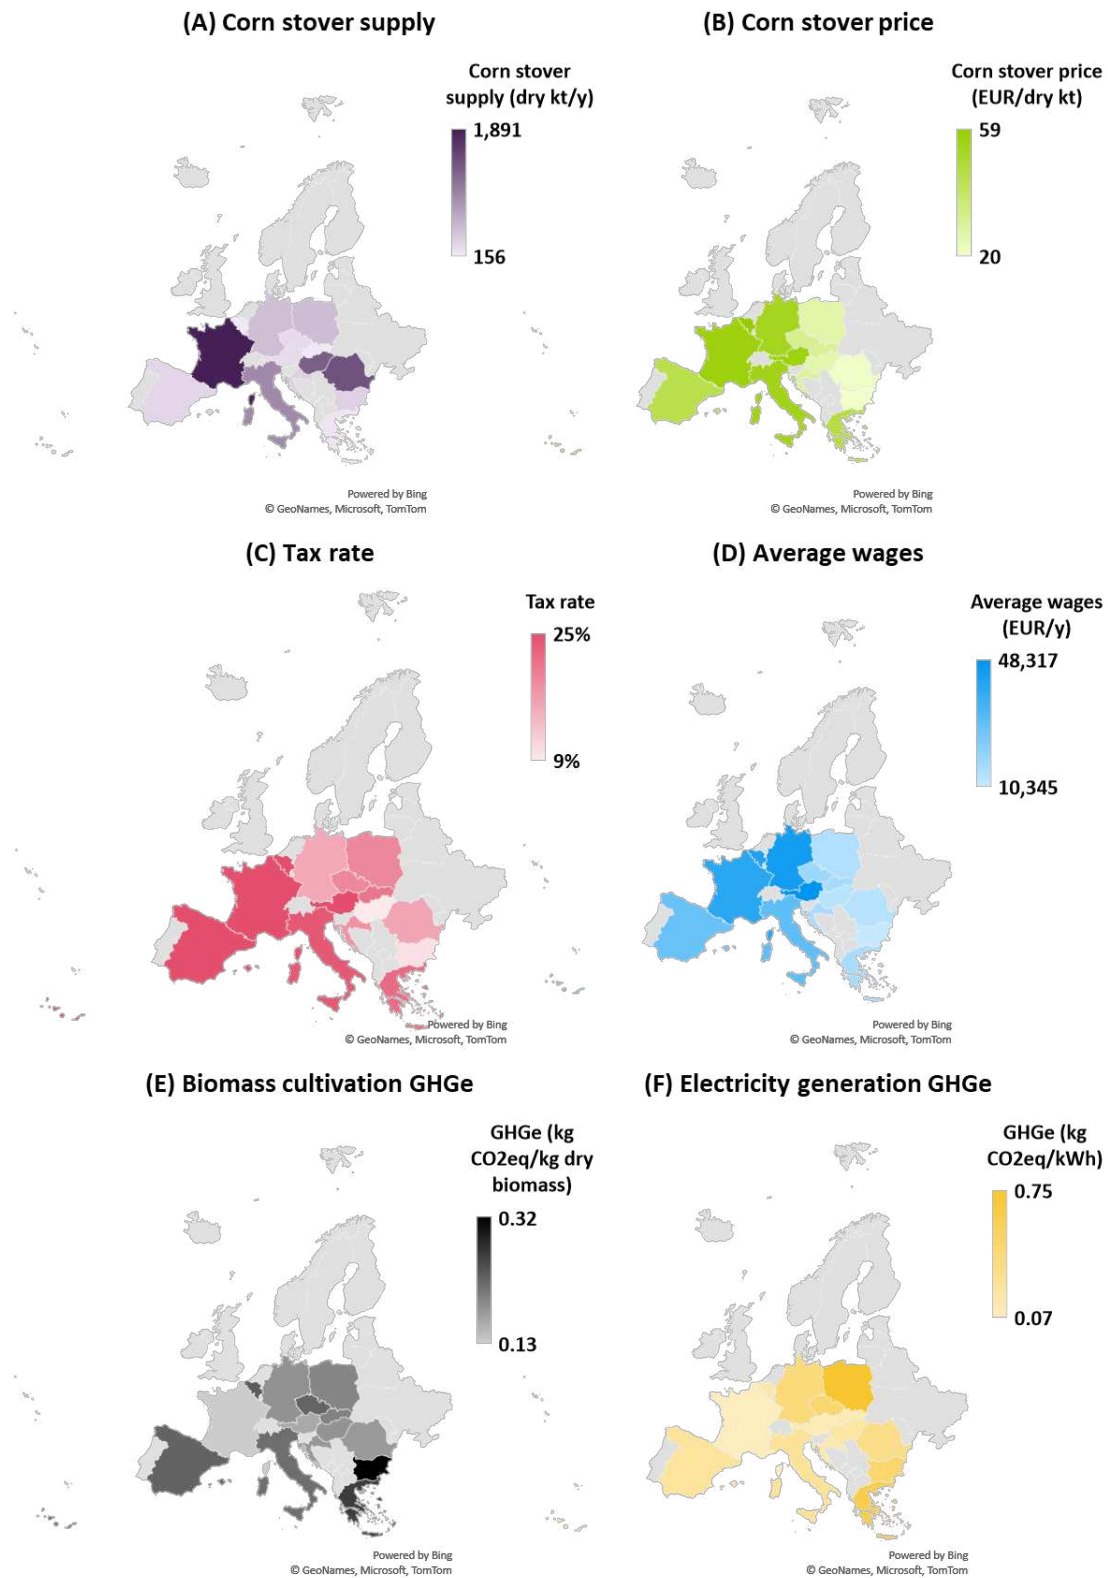 (A) Corn stover supply
Corn stover
supply (dry kt/y)
1,891
156
Powered by Bing
© GeoNames, Microsoft, TomTom
(B) Corn stover price
Corn stover price
(EUR/dry kt)
59
20
Powered by Bing
© GeoNames, Microsoft, TomTom
(C) Tax rate
Tax rate
25%
9%
Powered by Bing
© GeoNames, Microsoft, TomTom
(D) Average wages
Average wages
(EUR/y)
48,317
10,345
Powered by Bing
© GeoNames, Microsoft, TomTom
(E) Biomass cultivation GHGe
GHGe (kg
CO2eq/kg dry
biomass)
0.32
0.13
Powered by Bing
© GeoNames, Microsoft, TomTom
(F) Electricity generation GHGe
GHGe (kg
CO2eq/kWh)
0.75
0.07
Powered by Bing
© GeoNames, Microsoft, TomTom